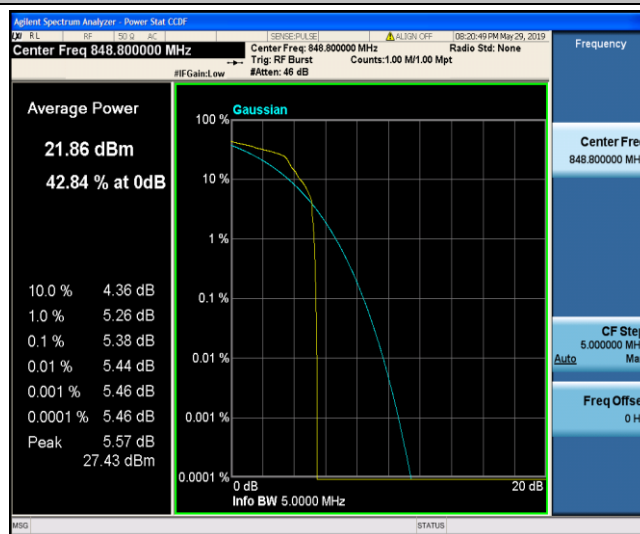 Agilent Spectrum Analyzer - Power Stat CCDF
RL RF 50 Ω AC SENSE:PULSE ALIGN OFF 08:20:49 PM May 29, 2019
Center Freq 848.800000 MHz
Center Freq: 848.800000 MHz Radio Std: None
Trig: RF Burst Counts:1.00 M/1.00 Mpt
#IFGain:Low #Atten: 46 dB
Frequency
Average Power
21.86 dBm
42.84 % at 0dB
10.0 % 4.36 dB
1.0 % 5.26 dB
0.1 % 5.38 dB
0.01 % 5.44 dB
0.001 % 5.46 dB
0.0001 % 5.46 dB
Peak 5.57 dB
27.43 dBm
Gaussian
100 %
10 %
1 %
0.1 %
0.01 %
0.001 %
0.0001 %
0 dB 20 dB
Info BW 5.0000 MHz
Center Fre
848.800000 MH
CF Ste
5.000000 MH
Auto Ma
Freq Offse
0 H
MSG STATUS